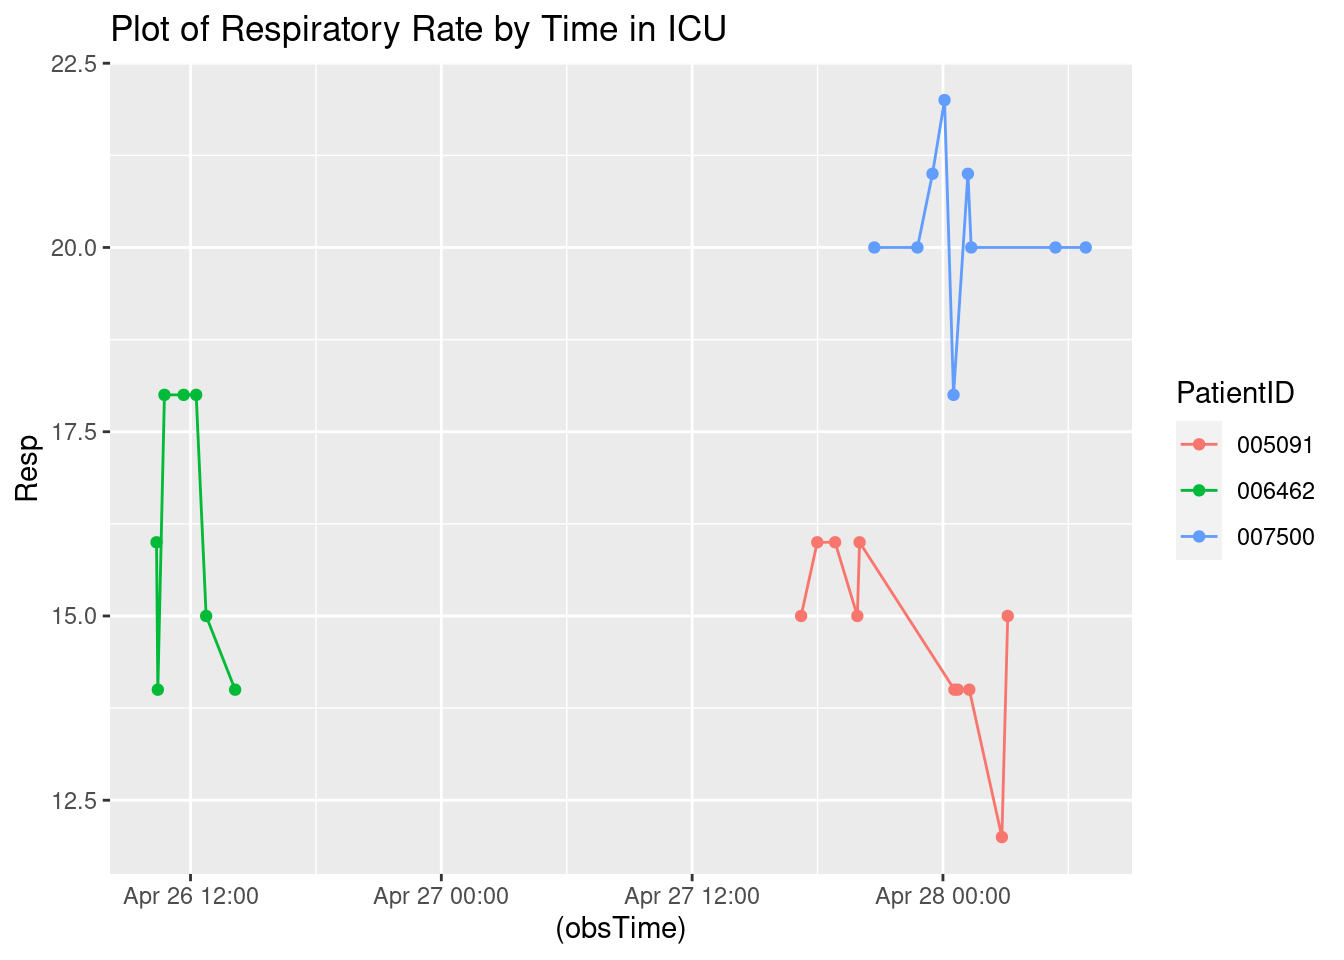 Plot of Respiratory Rate by Time in ICU
22.5
20.0
17.5
15.0
12.5
Resp
Apr 26 12:00
Apr 27 00:00
Apr 27 12:00
Apr 28 00:00
(obsTime)
PatientID
005091
006462
007500